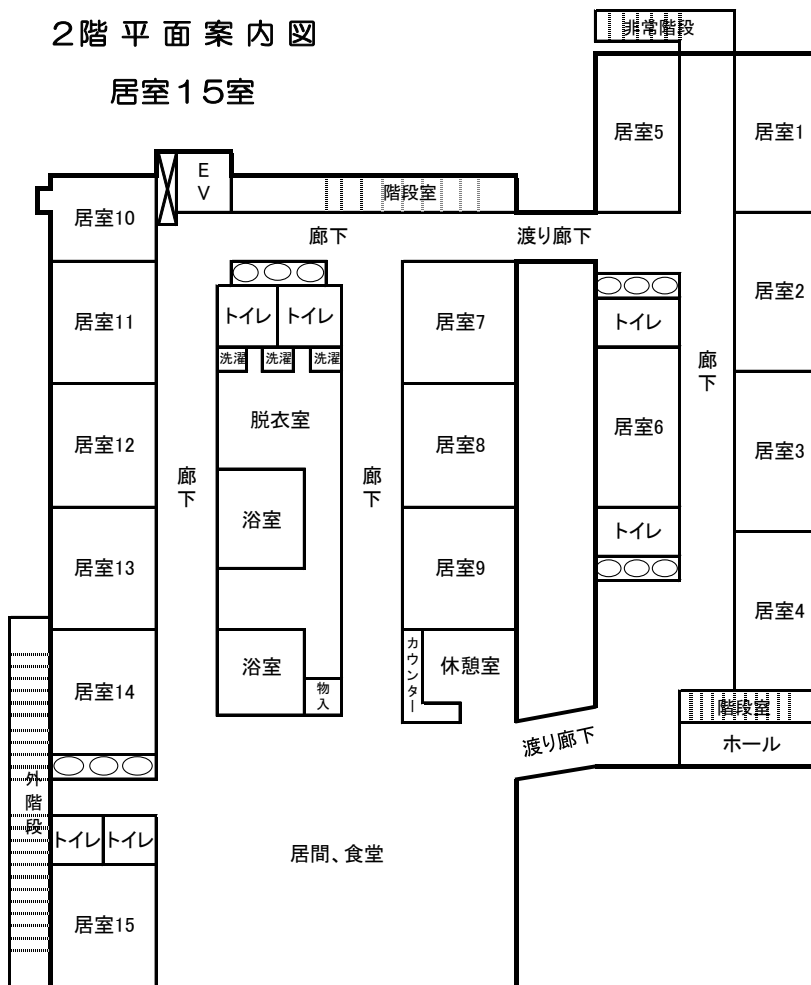 2階 平 面 案 内 図
居室１５室
非常階段
居室5
居室1
EV
階段室
居室10
廊下
渡り廊下
居室2
居室11
トイレ
トイレ
居室7
トイレ
洗濯
洗濯
洗濯
廊下
脱衣室
居室12
居室8
居室6
居室3
廊下
廊下
浴室
トイレ
居室13
居室9
居室4
浴室
カウンター
休憩室
居室14
物入
階段室
渡り廊下
ホール
外階段
トイレ
トイレ
居間、食堂
居室15